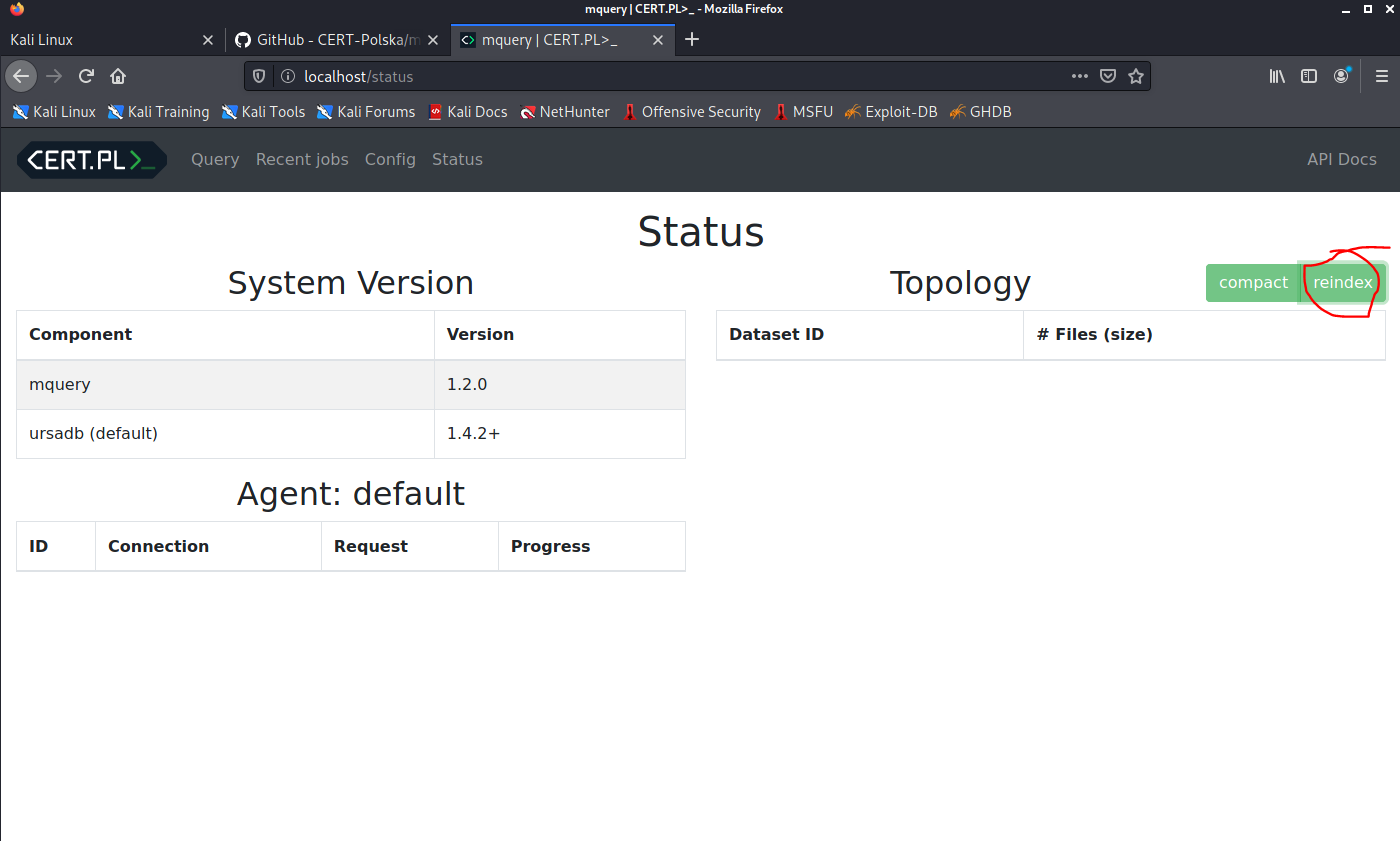 mquery | CERT.PL>_ - Mozilla Firefox
Kali Linux
GitHub - CERT-Polska/m
mquery | CERT.PL>_
localhost/status
Kali Linux Kali Training Kali Tools Kali Forums Kali Docs NetHunter Offensive Security MSFU Exploit-DB GHDB
CERT.PL>_ Query Recent jobs Config Status API Docs
Status
System Version
Component Version
mquery 1.2.0
ursadb (default) 1.4.2+
Agent: default
ID Connection Request Progress
Topology
compact reindex
Dataset ID # Files (size)